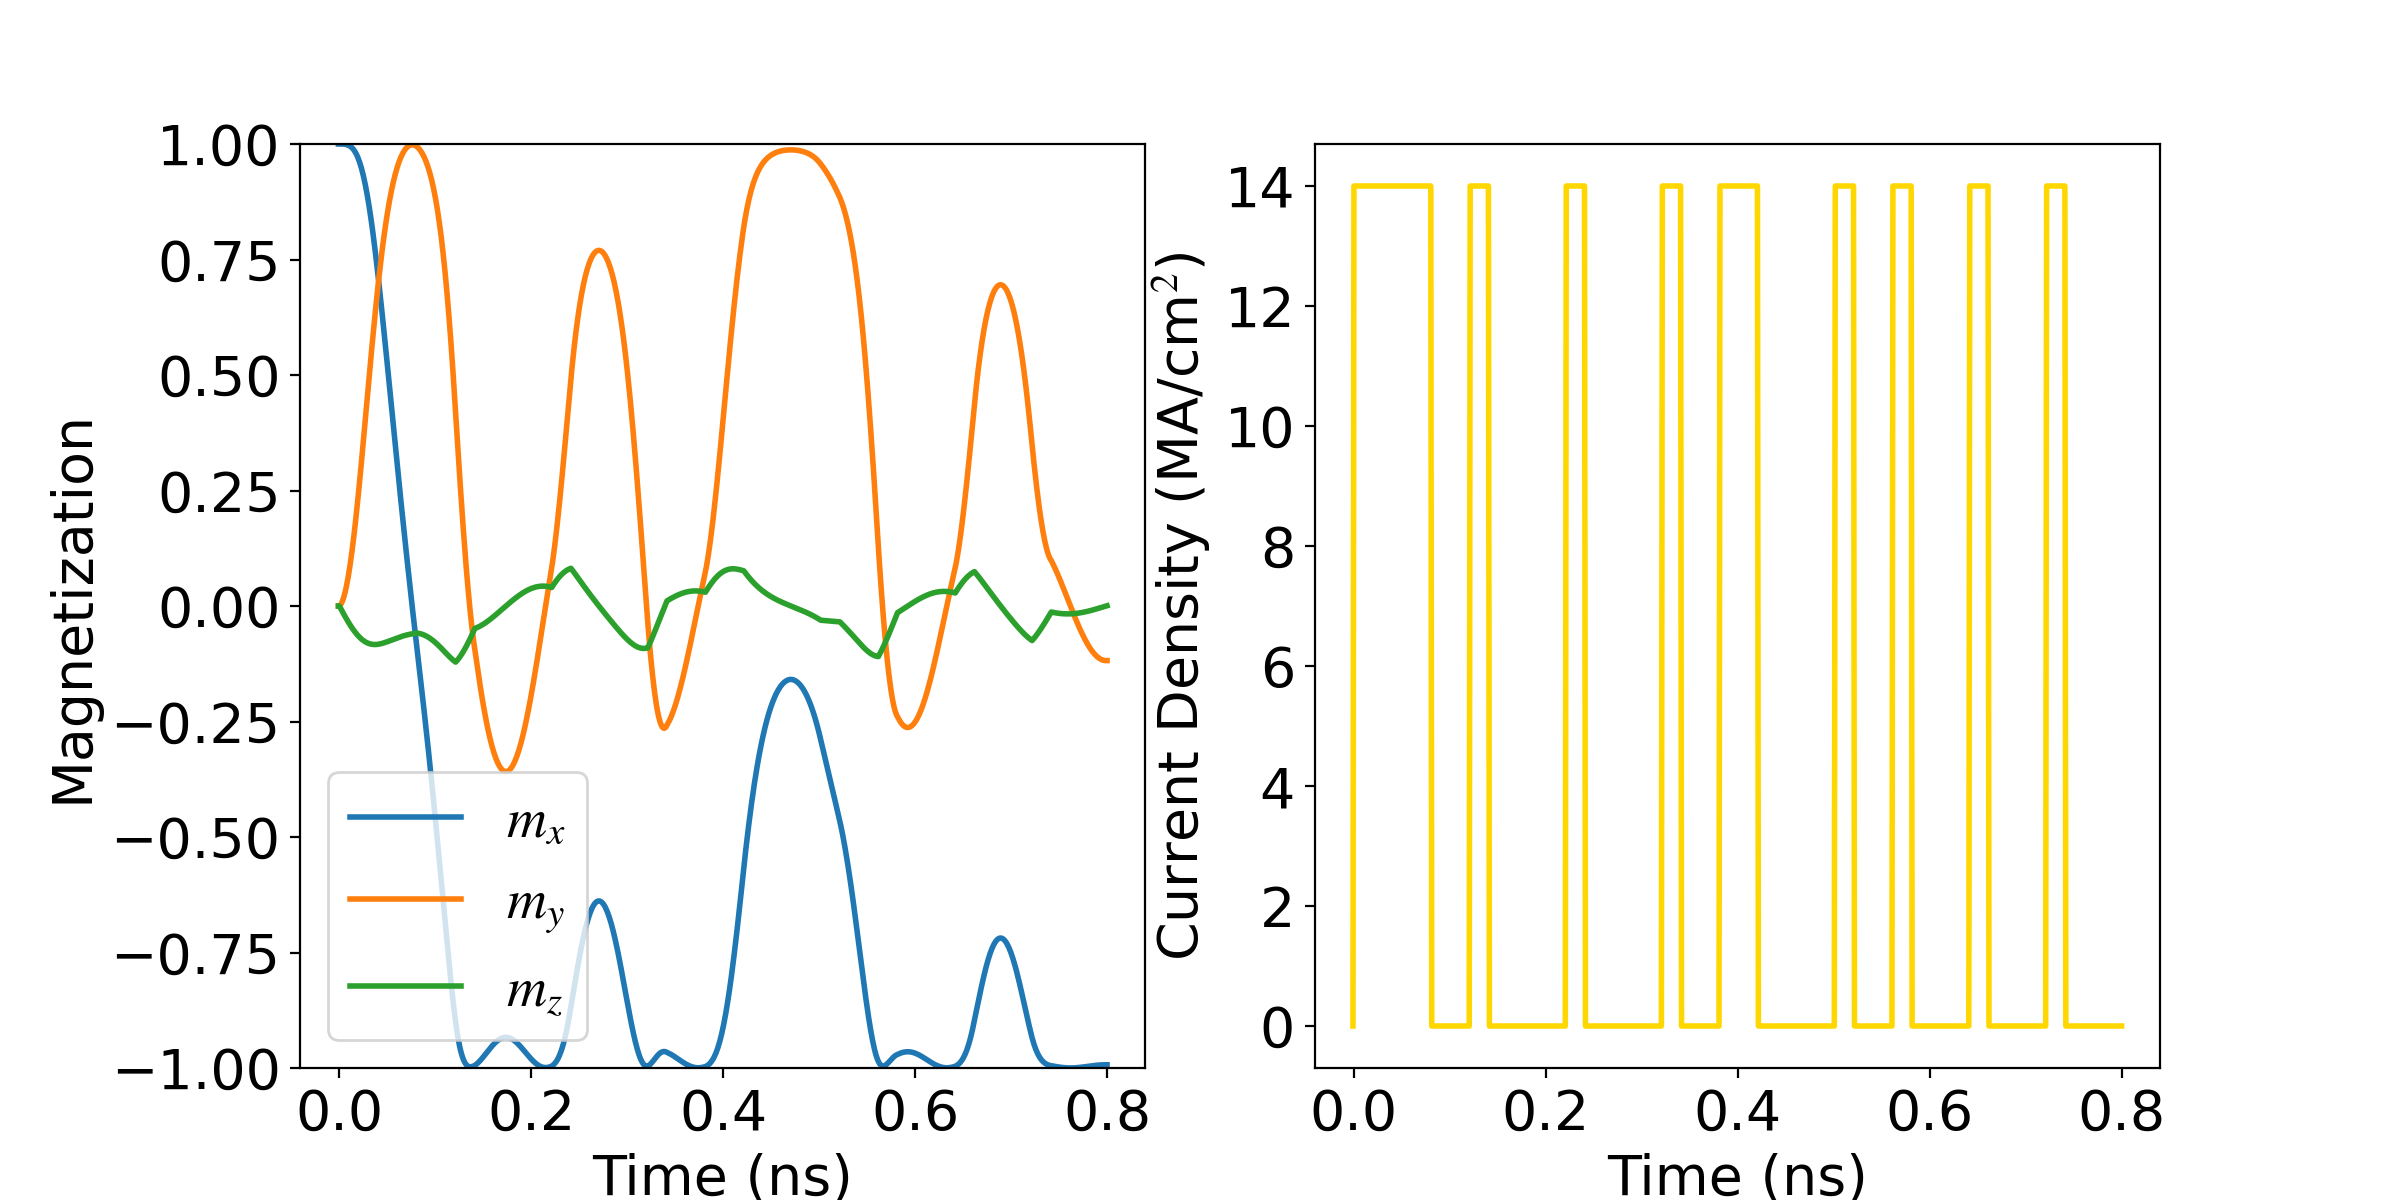 1.00
0.75
0.50
0.25
0.00
−0.25
−0.50
−0.75
−1.00
Magnetization
m_x
m_y
m_z
0.0 0.2 0.4 0.6 0.8
Time (ns)
14
12
10
8
6
4
2
0
Current Density (MA/cm²)
0.0 0.2 0.4 0.6 0.8
Time (ns)